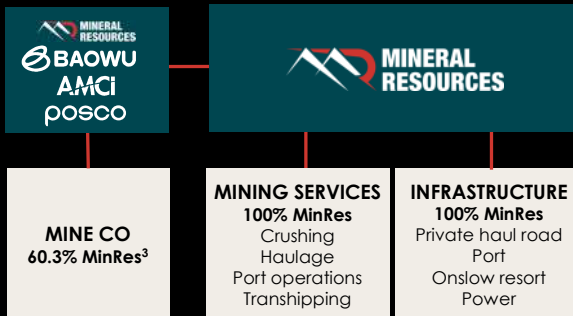 MINERAL
RESOURCES
BAOWU
AMCi
posco
MINERAL
RESOURCES
MINE CO
60.3% MinRes³
MINING SERVICES
100% MinRes
Crushing
Haulage
Port operations
Transhipping
INFRASTRUCTURE
100% MinRes
Private haul road
Port
Onslow resort
Power